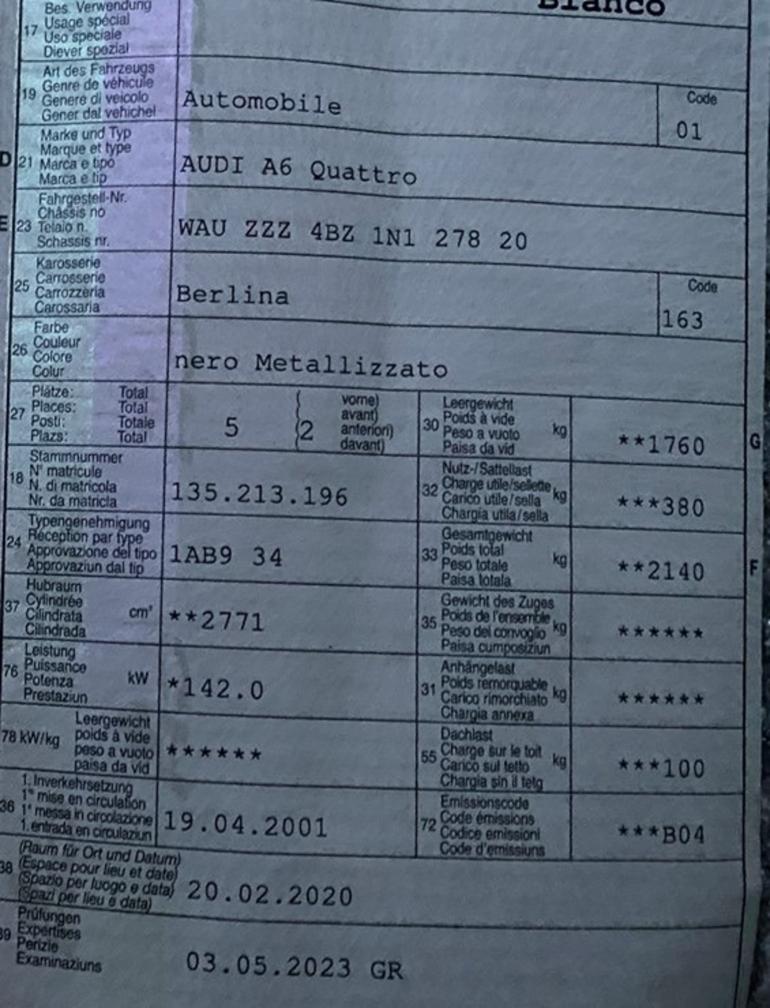 Bianco
Bes. Verwendung
17 Usage spécial
Uso speciale
Diever spezial
Art des Fahrzeugs
19 Genre de véhicule
Genere di veicolo
Gener dal vehichel
Automobile
Code
01
Marke und Typ
D 21 Marque et type
Marca e tipo
Marca e tip
AUDI A6 Quattro
Fahrgestell-Nr.
Châssis no
E 23 Telaio n.
Schassis nr.
WAU ZZZ 4BZ 1N1 278 20
Karosserie
25 Carrosserie
Carrozzeria
Carossaria
Berlina
Code
163
Farbe
26 Couleur
Colore
Colur
nero Metallizzato
27 Plätze: Total
Places: Total
Posti: Totale
Plazs: Total
5 (2
vorne)
avant)
anteriori)
davant)
30 Leergewicht
Poids à vide kg
Peso a vuoto
Paisa da vid
**1760 G
Stammnummer
18 N° matricule
N. di matricola
Nr. da matricla
135.213.196
Nutz-/Sattellast
32 Charge utile/sellette kg
Carico utile/sella
Chargia utila/sella
***380
Typengenehmigung
24 Réception par type
Approvazione del tipo
Approvaziun dal tip
1AB9 34
Gesamtgewicht
33 Poids total kg
Peso totale
Paisa totala
**2140 F
Hubraum
37 Cylindrée cm³
Cilindrata
Cilindrada
**2771
Gewicht des Zuges
35 Poids de l'ensemble
Peso del convoglio kg
Paisa cumposiziun
******
Leistung
76 Puissance kW
Potenza
Prestaziun
*142.0
Anhängelast
31 Poids remorquable kg
Carico rimorchiato
Chargia annexa
******
78 kW/kg Leergewicht
poids à vide
peso a vuoto
paisa da vid
******
Dachlast
55 Charge sur le toit kg
Carico sul tetto
Chargia sin il tetg
***100
36 1. Inverkehrsetzung
1re mise en circulation
1a messa in circolazione
1. entrada en circulaziun
19.04.2001
Emissionscode
72 Code émissions
Codice emissioni
Code d'emissiuns
***B04
38 (Raum für Ort und Datum)
(Espace pour lieu et date)
(Spazio per luogo e data)
(Spazi per lieu e data)
20.02.2020
39 Prüfungen
Expertises
Perizie
Examinaziuns
03.05.2023 GR